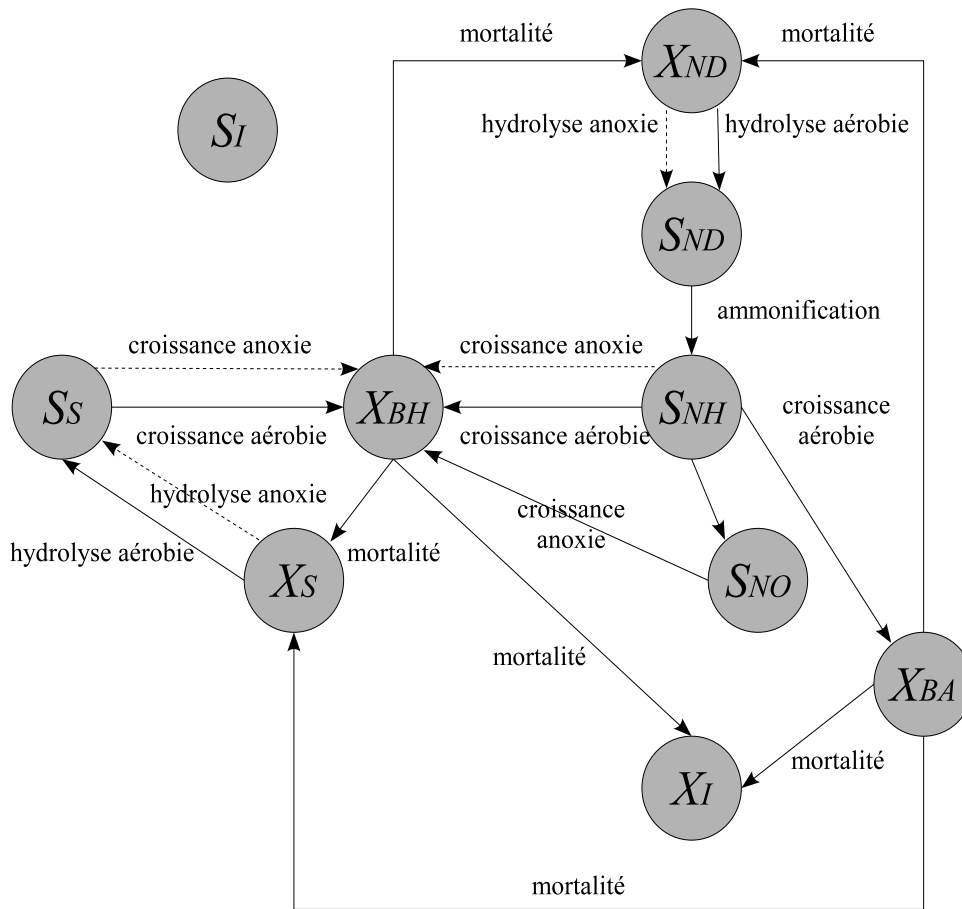 mortalité
mortalité
XND
SI
hydrolyse anoxie
hydrolyse aérobie
SND
ammonification
croissance anoxie
croissance anoxie
SS
XBH
SNH
croissance
aérobie
croissance aérobie
croissance aérobie
hydrolyse anoxie
croissance
anoxie
hydrolyse aérobie
mortalité
XS
SNO
mortalité
XBA
mortalité
XI
mortalité